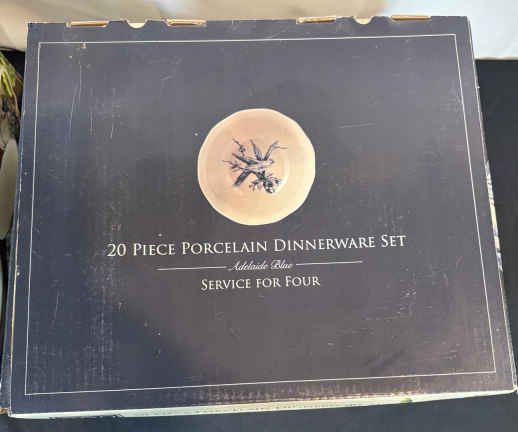 20 Piece Porcelain Dinnerware Set
Adelaide Blue
Service for Four